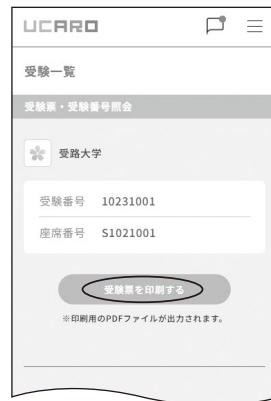 UCARO
受験一覧
受験票・受験番号照会
受路大学
受験番号 10231001
座席番号 S1021001
受験票を印刷する
※印刷用のPDFファイルが出力されます。